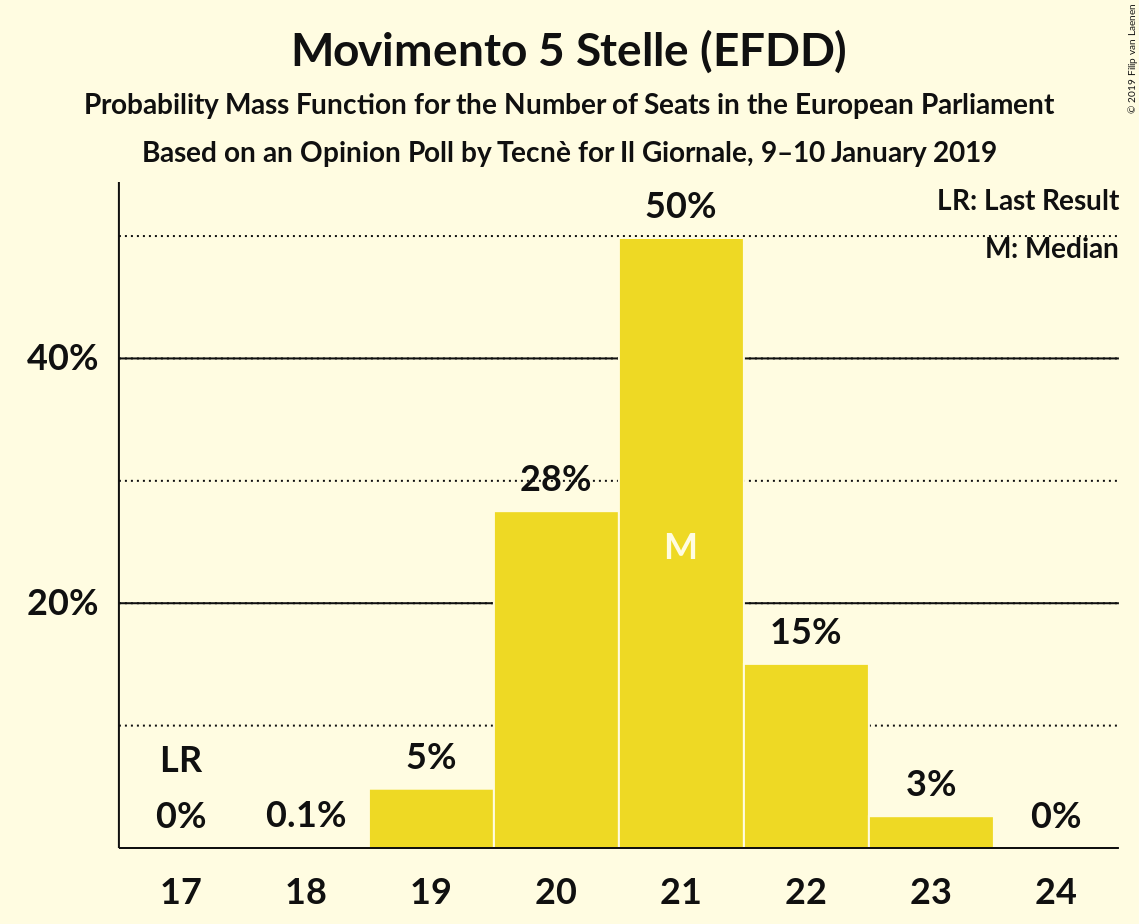 Movimento 5 Stelle (EFDD)
Probability Mass Function for the Number of Seats in the European Parliament
Based on an Opinion Poll by Tecnè for Il Giornale, 9–10 January 2019
© 2019 Filip van Laenen
LR: Last Result
M: Median
50%
40%
28%
M
20%
15%
LR
5%
3%
0%
0.1%
0%
17 18 19 20 21 22 23 24